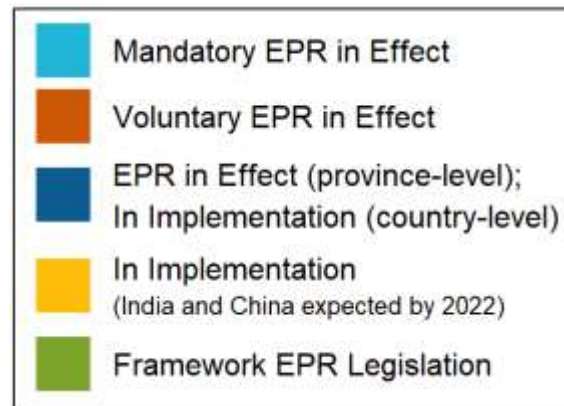 Mandatory EPR in Effect
Voluntary EPR in Effect
EPR in Effect (province-level);
In Implementation (country-level)
In Implementation
(India and China expected by 2022)
Framework EPR Legislation